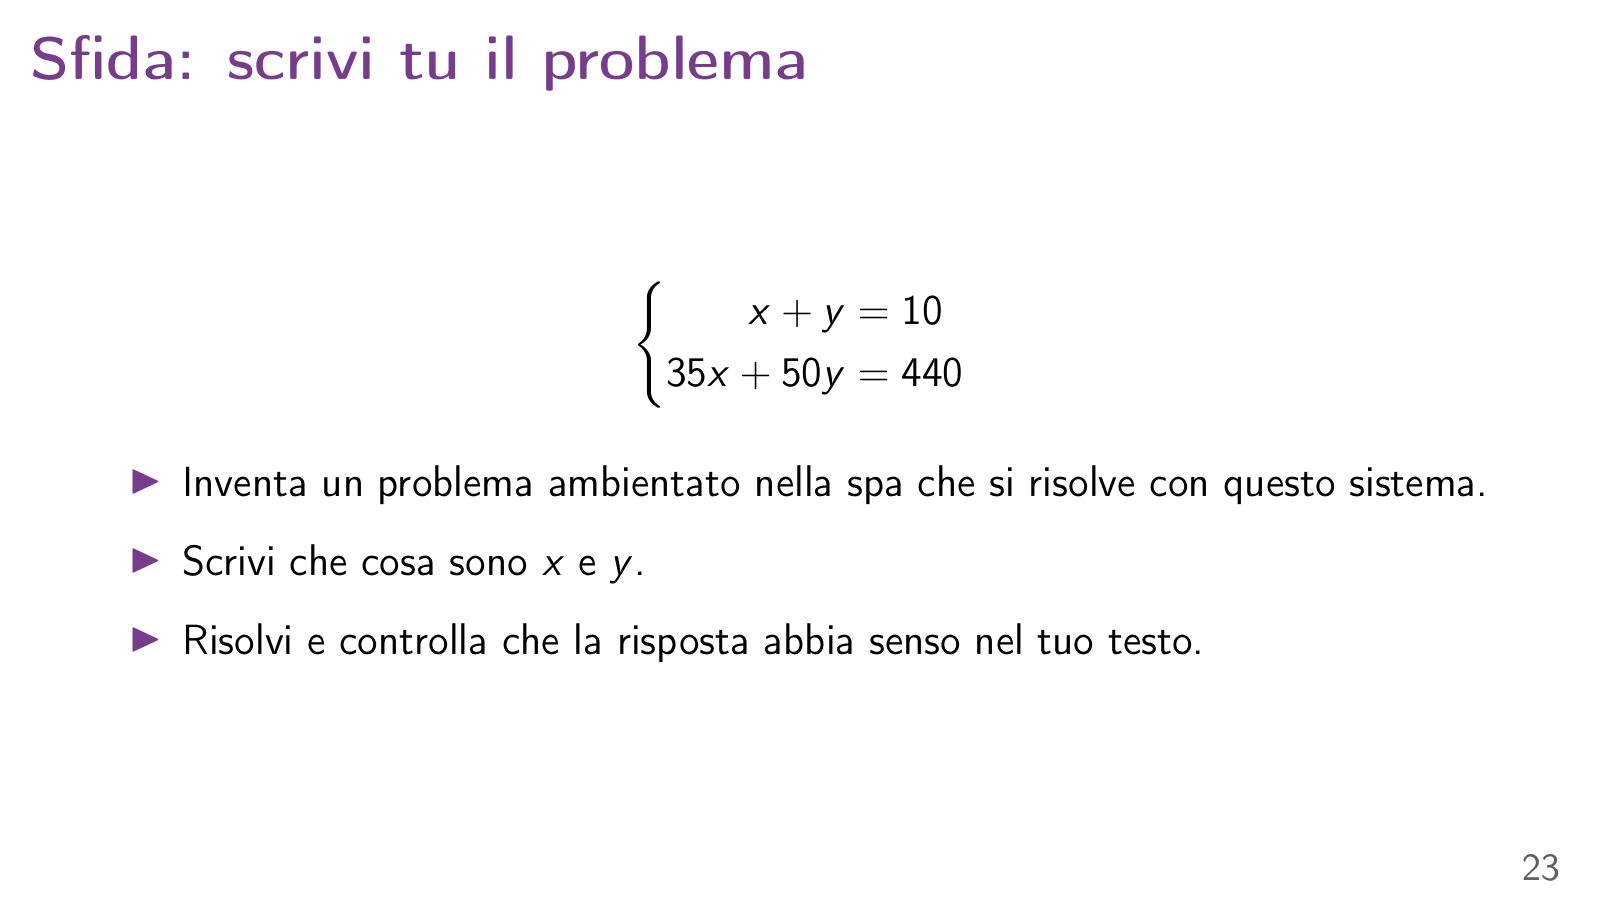 Sfida: scrivi tu il problema
x + y = 10
35x + 50y = 440
▶ Inventa un problema ambientato nella spa che si risolve con questo sistema.
▶ Scrivi che cosa sono x e y.
▶ Risolvi e controlla che la risposta abbia senso nel tuo testo.
23